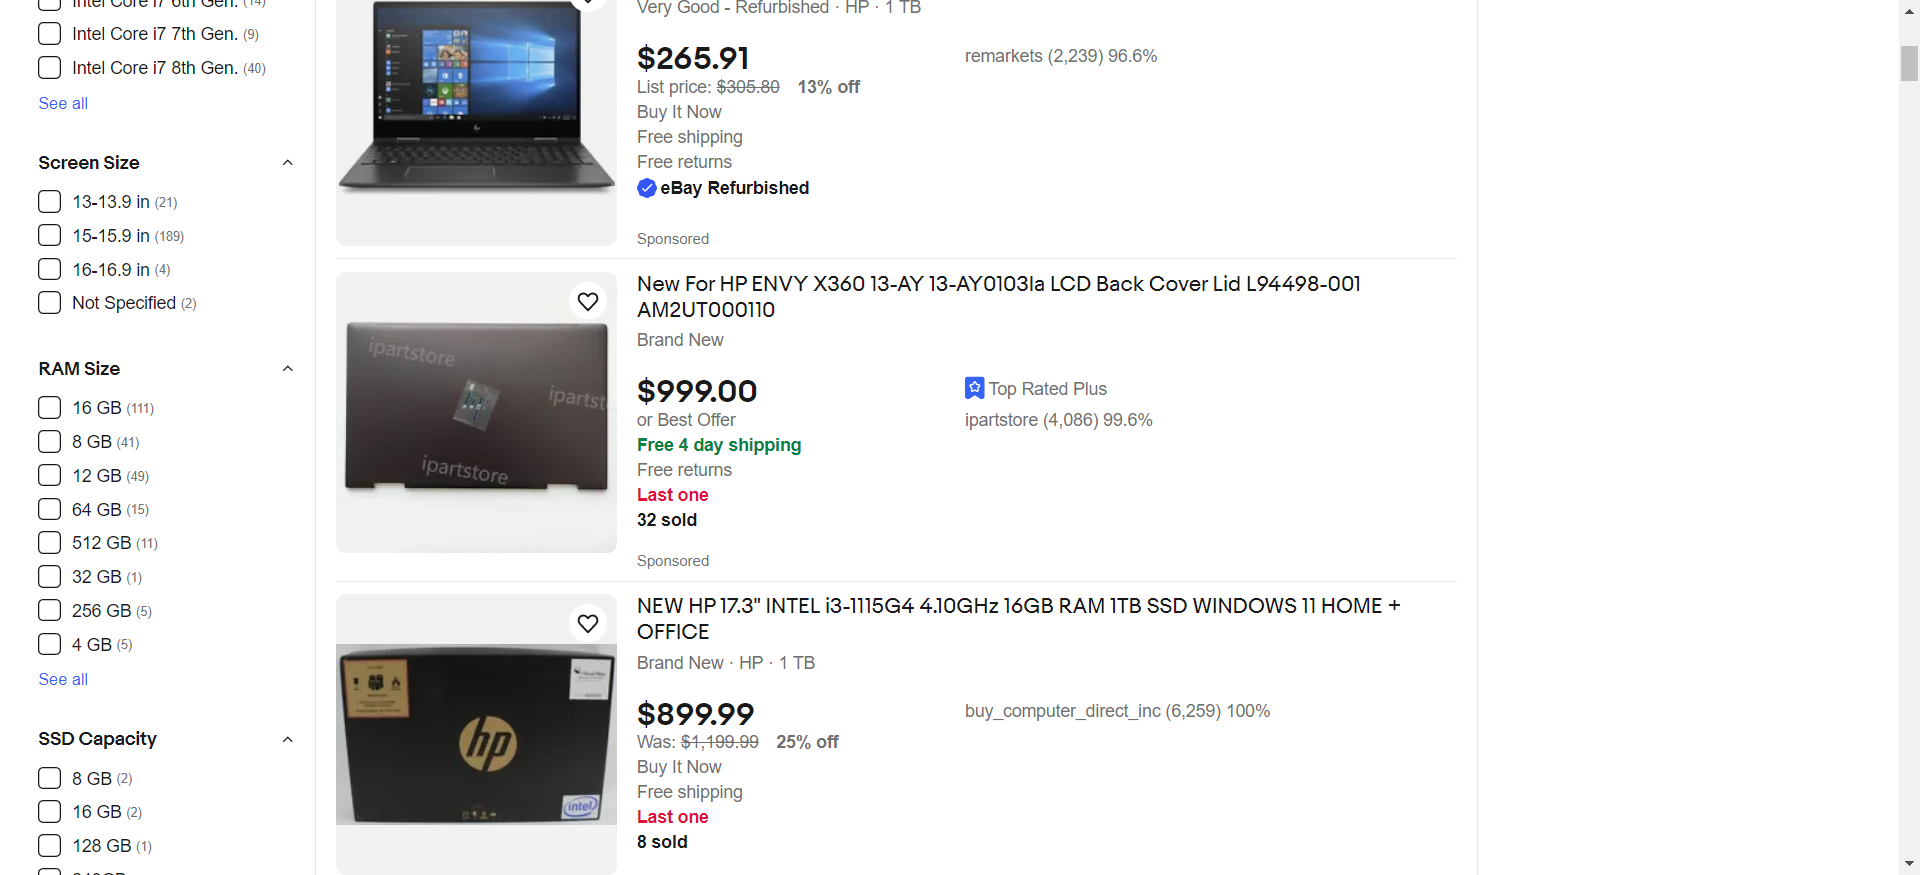 Intel Core i7 6th Gen. (14)
Intel Core i7 7th Gen. (9)
Intel Core i7 8th Gen. (40)
See all
Screen Size
13-13.9 in (21)
15-15.9 in (189)
16-16.9 in (4)
Not Specified (2)
RAM Size
16 GB (111)
8 GB (41)
12 GB (49)
64 GB (15)
512 GB (11)
32 GB (1)
256 GB (5)
4 GB (5)
See all
SSD Capacity
8 GB (2)
16 GB (2)
128 GB (1)
Very Good - Refurbished · HP · 1 TB
$265.91
List price: $305.80 13% off
Buy It Now
Free shipping
Free returns
eBay Refurbished
Sponsored
remarkets (2,239) 96.6%
ipartstore
ipartst
ipartstore
New For HP ENVY X360 13-AY 13-AY0103la LCD Back Cover Lid L94498-001
AM2UT000110
Brand New
$999.00
or Best Offer
Free 4 day shipping
Free returns
Last one
32 sold
Sponsored
Top Rated Plus
ipartstore (4,086) 99.6%
hp
intel
NEW HP 17.3" INTEL i3-1115G4 4.10GHz 16GB RAM 1TB SSD WINDOWS 11 HOME +
OFFICE
Brand New · HP · 1 TB
$899.99
Was: $1,199.99 25% off
Buy It Now
Free shipping
Last one
8 sold
buy_computer_direct_inc (6,259) 100%